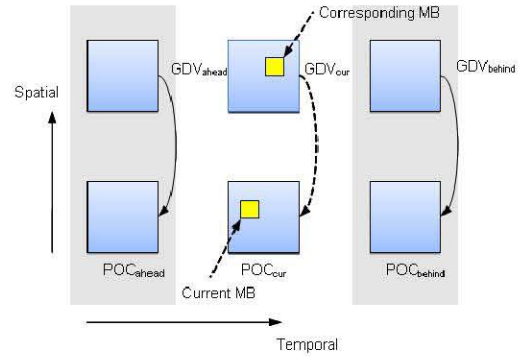 Corresponding MB
GDVahead
GDVcur
GDVbehind
Spatial
POCahead
POCcur
POCbehind
Current MB
Temporal